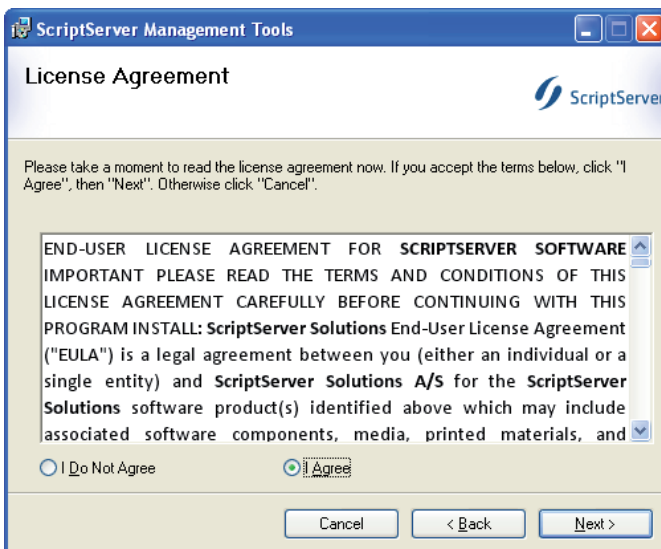 ScriptServer Management Tools
License Agreement
ScriptServer
Please take a moment to read the license agreement now. If you accept the terms below, click "I
Agree", then "Next". Otherwise click "Cancel".
END-USER LICENSE AGREEMENT FOR SCRIPTSERVER SOFTWARE
IMPORTANT PLEASE READ THE TERMS AND CONDITIONS OF THIS
LICENSE AGREEMENT CAREFULLY BEFORE CONTINUING WITH THIS
PROGRAM INSTALL: ScriptServer Solutions End-User License Agreement
("EULA") is a legal agreement between you (either an individual or a
single entity) and ScriptServer Solutions A/S for the ScriptServer
Solutions software product(s) identified above which may include
associated software components, media, printed materials, and
I Do Not Agree
I Agree
Cancel
< Back
Next >